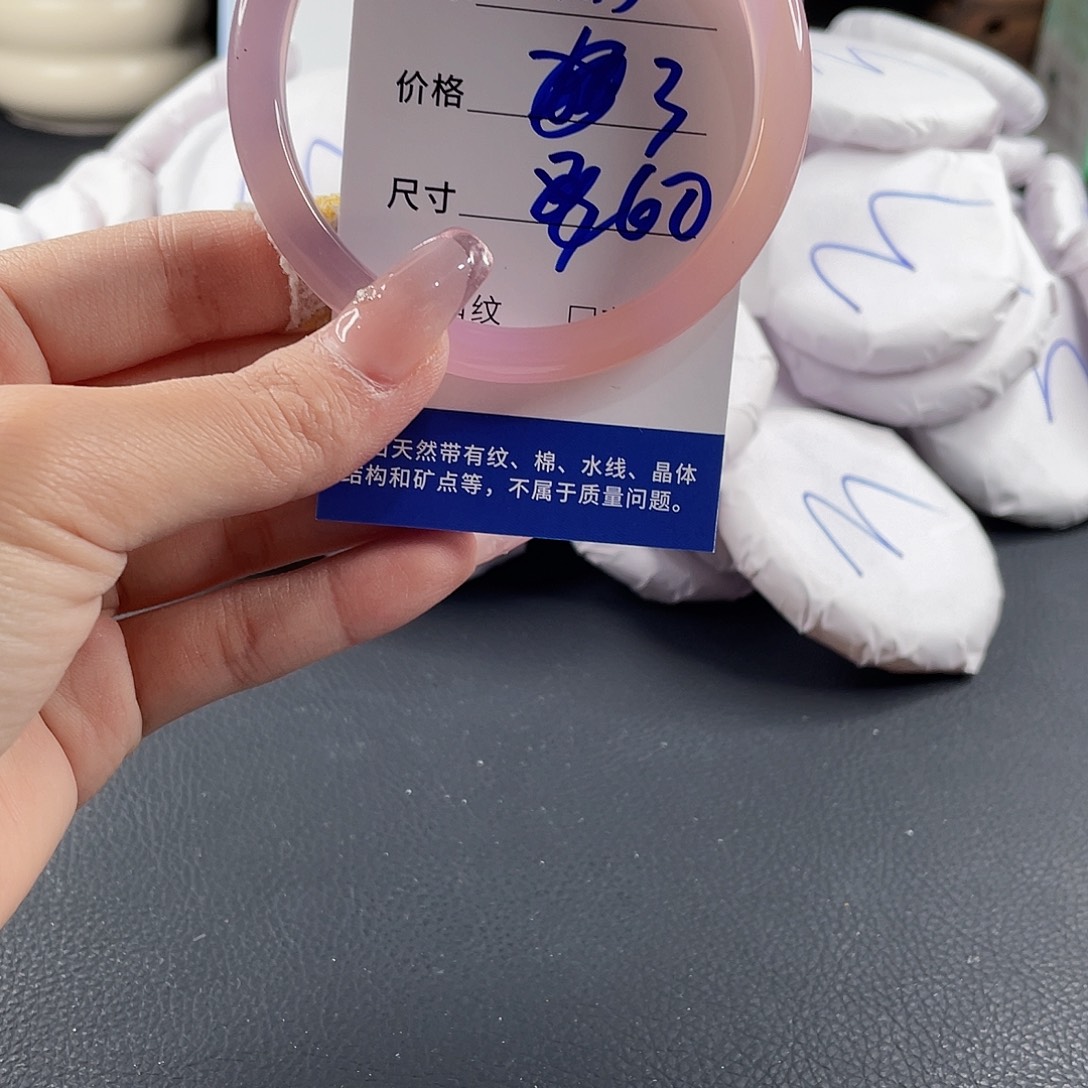 价格 3
尺寸 60
纹 □
天然带有纹、棉、水线、晶体
结构和矿点等，不属于质量问题。